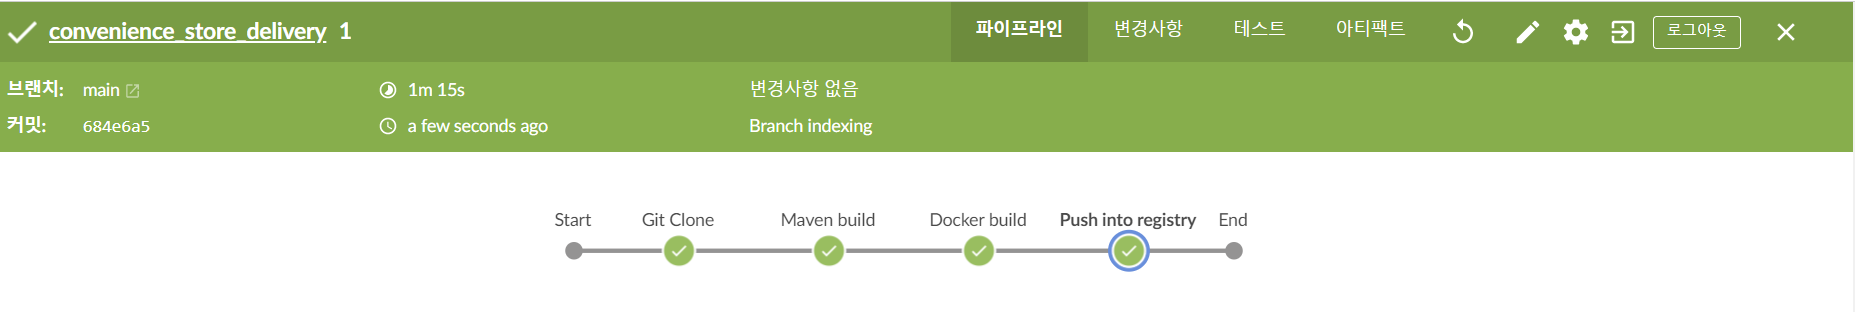 convenience_store_delivery 1 파이프라인 변경사항 테스트 아티팩트 로그아웃
브랜치: main 1m 15s 변경사항 없음
커밋: 684e6a5 a few seconds ago Branch indexing
Start Git Clone Maven build Docker build Push into registry End